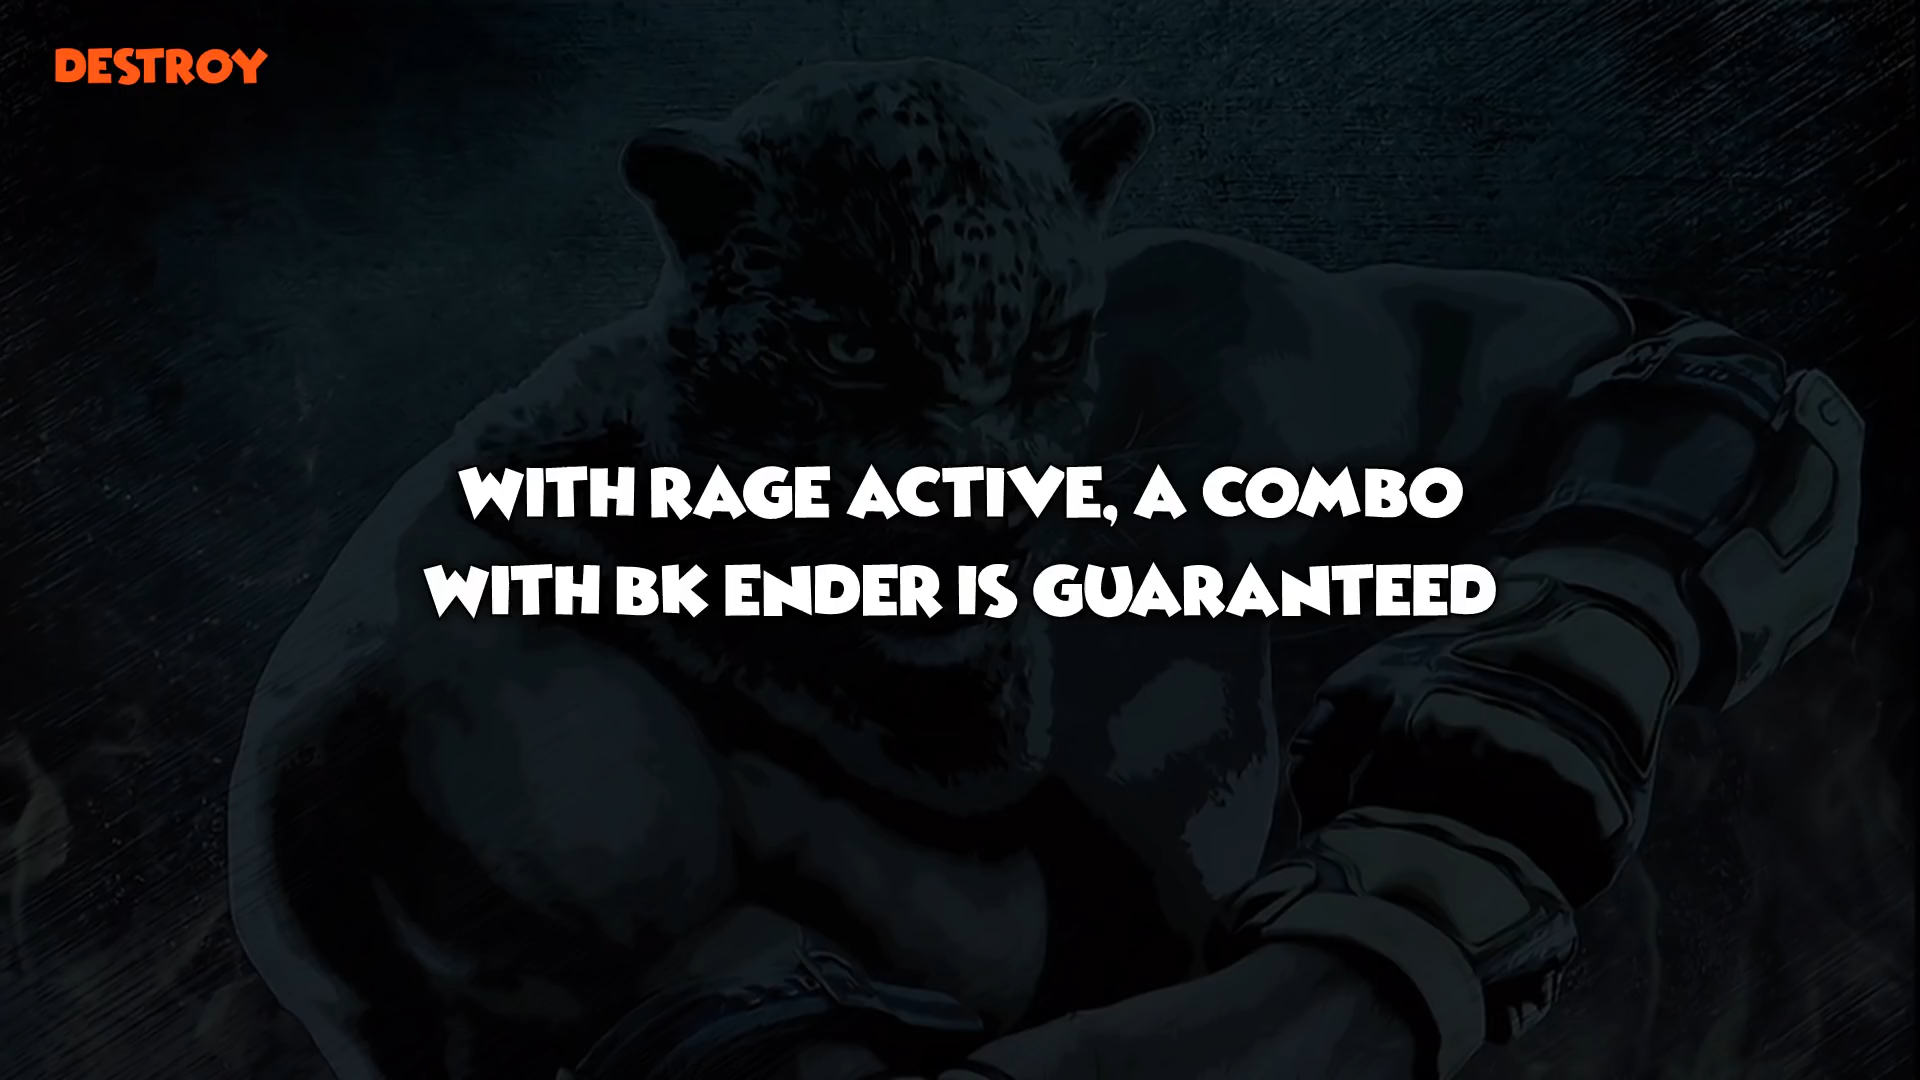 DESTROY
WITH RAGE ACTIVE, A COMBO
WITH BK ENDER IS GUARANTEED